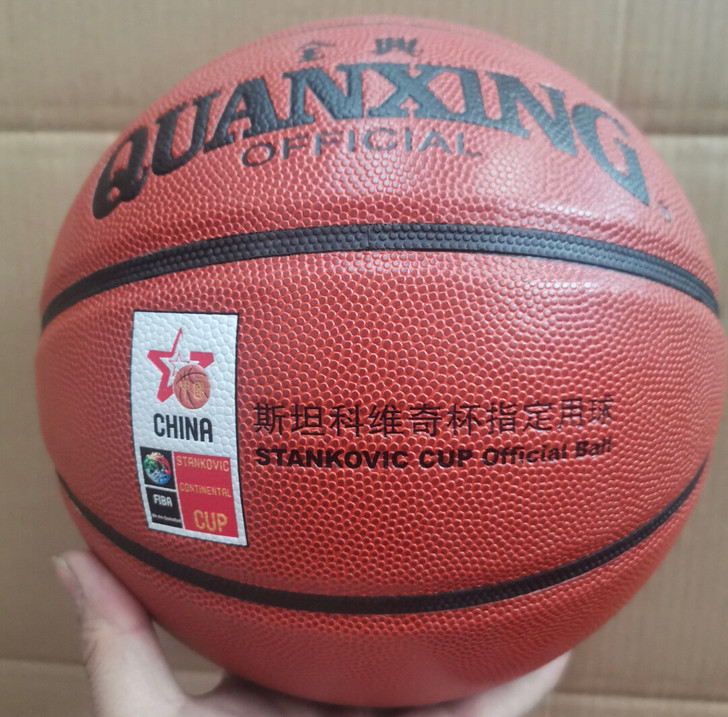 QUANXING
OFFICIAL
CHINA
斯坦科维奇杯指定用球
STANKOVIC CUP Official Ball
STANKOVIC
CONTINENTAL
FIBA
CUP